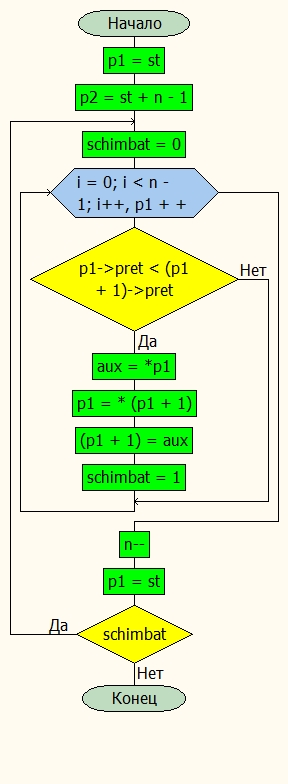 Начало
p1 = st
p2 = st + n - 1
schimbat = 0
i = 0; i < n -
1; i++, p1 + +
p1->pret < (p1
+ 1)->pret
Нет
Да
aux = *p1
p1 = * (p1 + 1)
(p1 + 1) = aux
schimbat = 1
n--
p1 = st
Да
schimbat
Нет
Конец